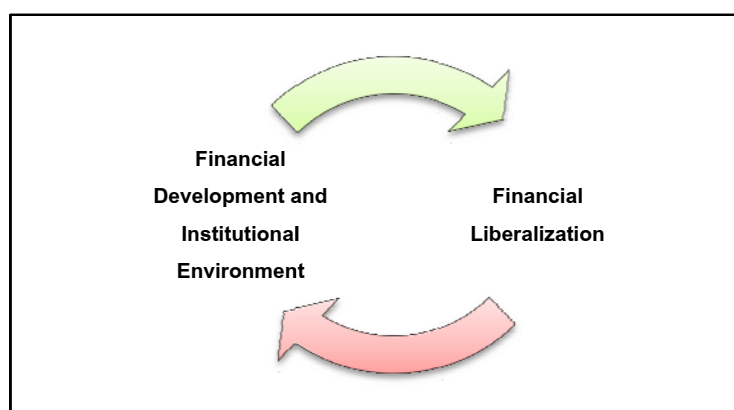 Financial
Development and
Institutional
Environment
Financial
Liberalization